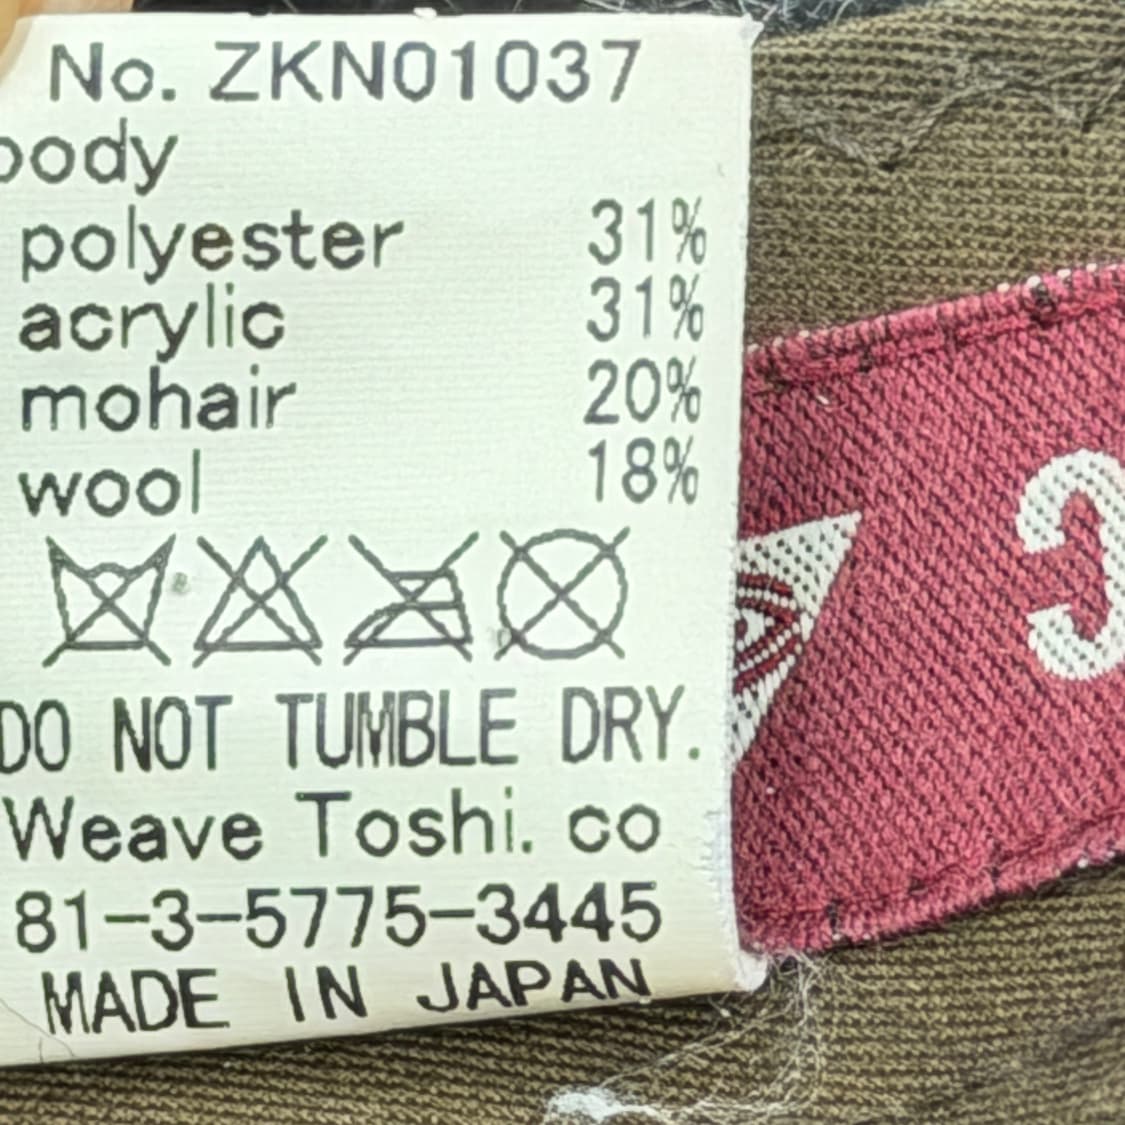 No. ZKN01037
body
polyester 31%
acrylic 31%
mohair 20%
wool 18%
DO NOT TUMBLE DRY.
Weave Toshi. co
81-3-5775-3445
MADE IN JAPAN